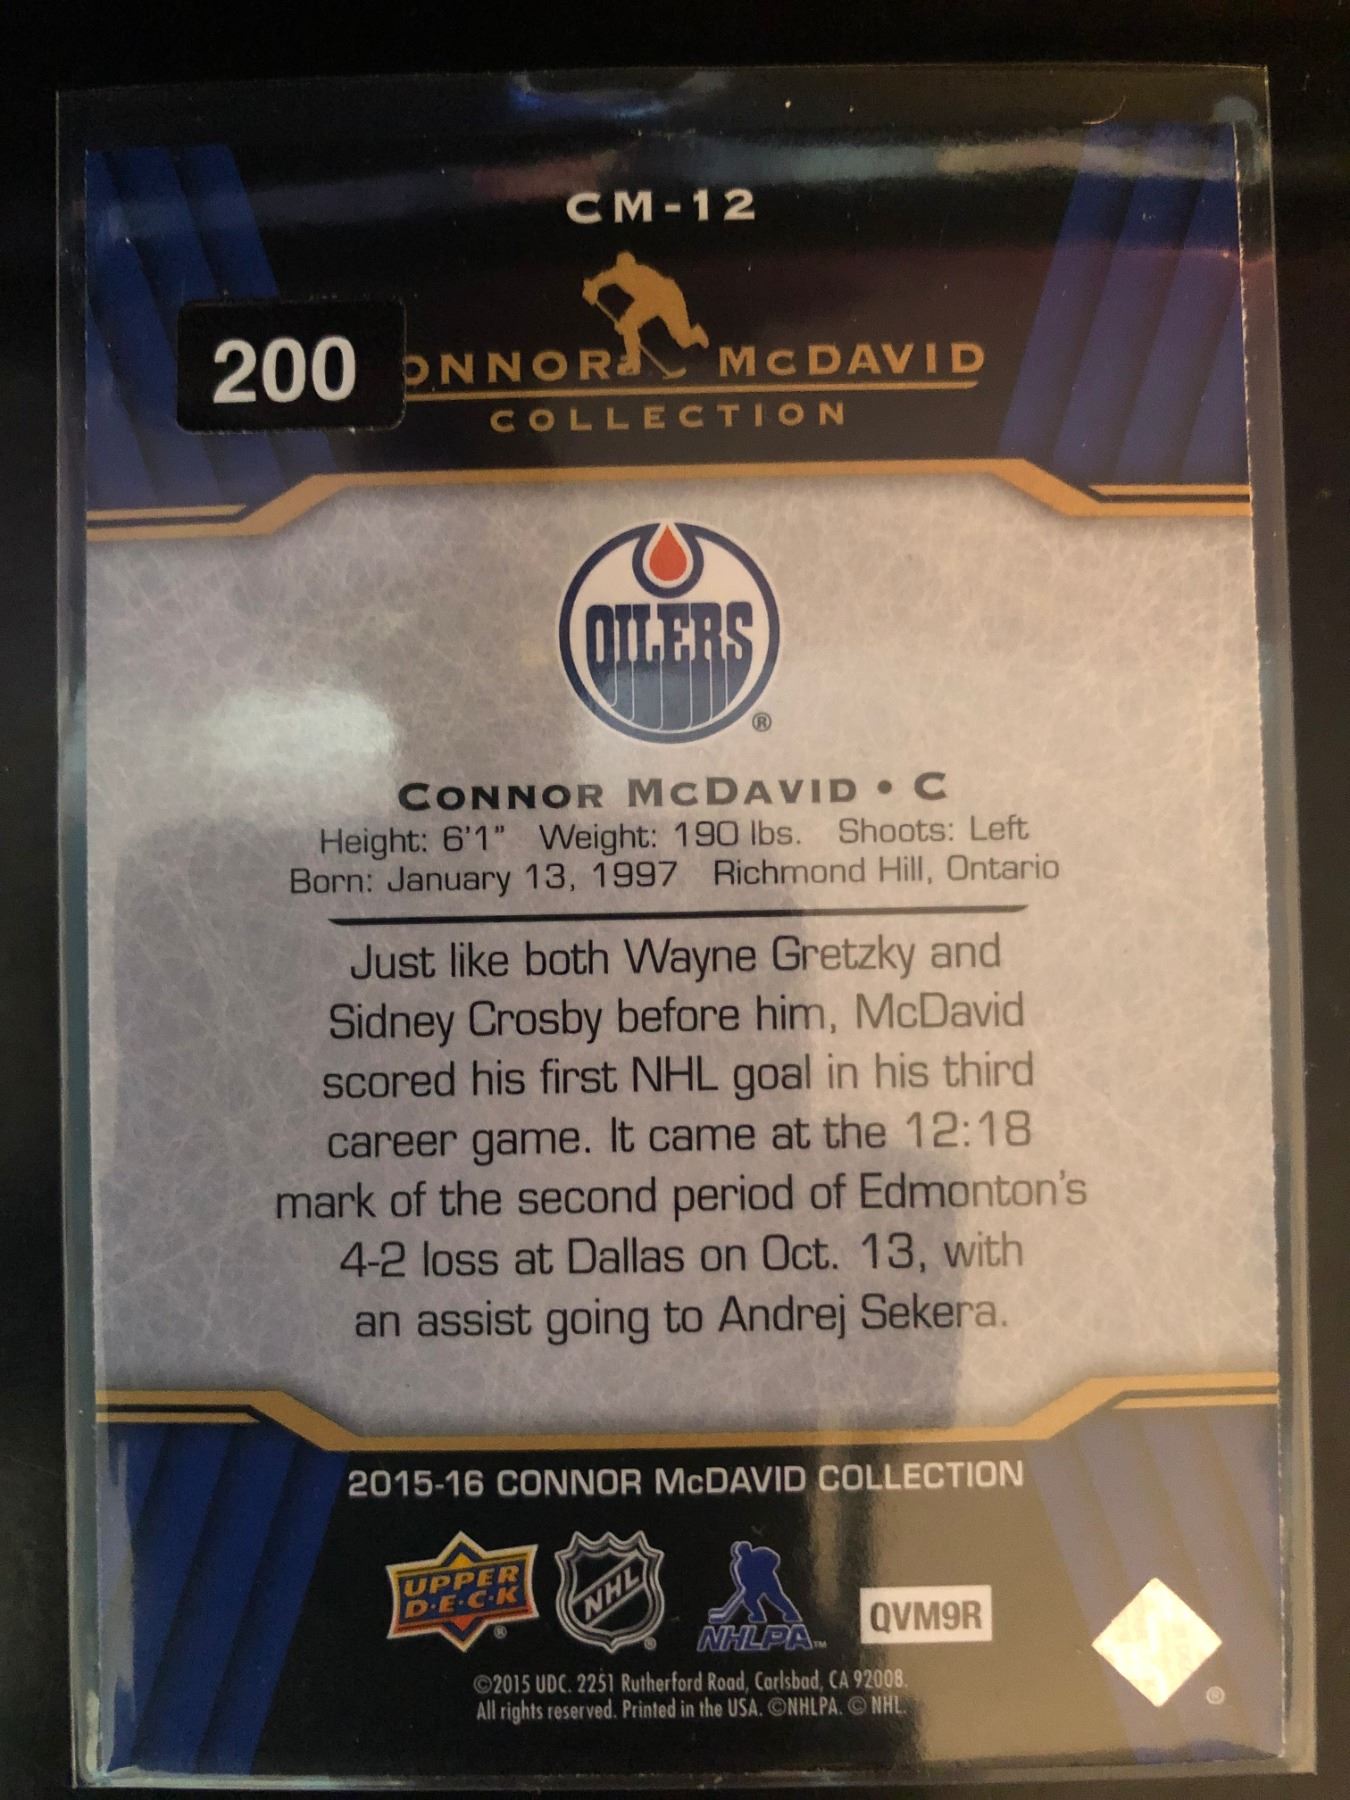 CM-12
200
ONNOR McDAVID
COLLECTION
OILERS
®
CONNOR McDAVID • C
Height: 6'1" Weight: 190 lbs. Shoots: Left
Born: January 13, 1997 Richmond Hill, Ontario
Just like both Wayne Gretzky and
Sidney Crosby before him, McDavid
scored his first NHL goal in his third
career game. It came at the 12:18
mark of the second period of Edmonton's
4-2 loss at Dallas on Oct. 13, with
an assist going to Andrej Sekera.
2015-16 CONNOR McDAVID COLLECTION
UPPER
D•E•C•K
®
NHL
®
NHLPA™
QVM9R
®
©2015 UDC. 2251 Rutherford Road, Carlsbad, CA 92008.
All rights reserved. Printed in the USA. ©NHLPA. © NHL.